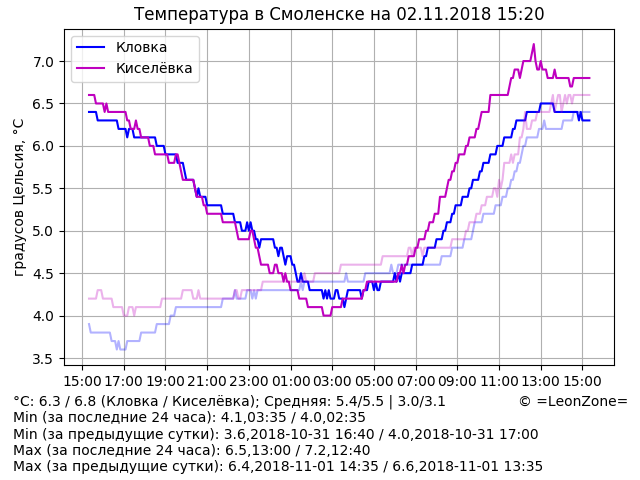 Температура в Смоленске на 02.11.2018 15:20
Кловка
Киселёвка
градусов Цельсия, °C
7.0
6.5
6.0
5.5
5.0
4.5
4.0
3.5
15:00 17:00 19:00 21:00 23:00 01:00 03:00 05:00 07:00 09:00 11:00 13:00 15:00
°C: 6.3 / 6.8 (Кловка / Киселёвка); Средняя: 5.4/5.5 | 3.0/3.1 © =LeonZone=
Min (за последние 24 часа): 4.1,03:35 / 4.0,02:35
Min (за предыдущие сутки): 3.6,2018-10-31 16:40 / 4.0,2018-10-31 17:00
Max (за последние 24 часа): 6.5,13:00 / 7.2,12:40
Max (за предыдущие сутки): 6.4,2018-11-01 14:35 / 6.6,2018-11-01 13:35